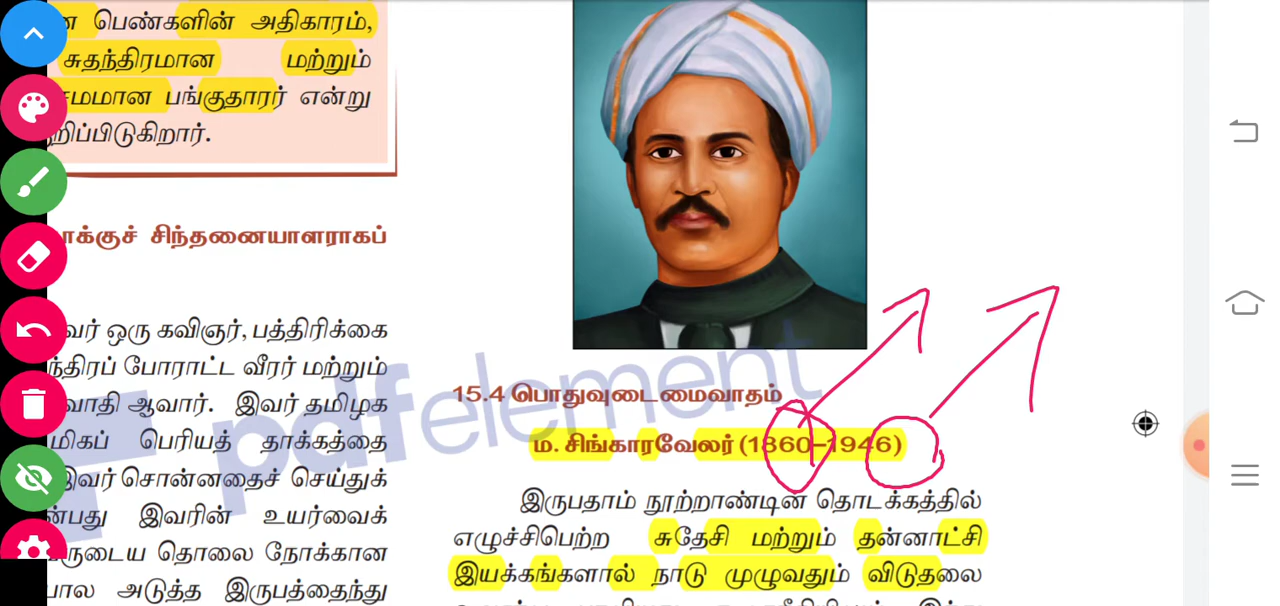 பெண்களின் அதிகாரம்,
சுதந்திரமான மற்றும்
சமமான பங்குதாரர் என்று
றிப்பிடுகிறார்.
ாக்குச் சிந்தனையாளராகப்
வர் ஒரு கவிஞர், பத்திரிக்கை
ந்திரப் போராட்ட வீரர் மற்றும்
வாதி ஆவார். இவர் தமிழக
மிகப் பெரியத் தாக்கத்தை
இவர் சொன்னதைச் செய்துக்
ன்பது இவரின் உயர்வைக்
ருடைய தொலை நோக்கான
பால அடுத்த இருபத்தைந்து
15.4 பொதுவுடைமைவாதம்
ம. சிங்காரவேலர் (1860–1946)
இருபதாம் நூற்றாண்டின் தொடக்கத்தில்
எழுச்சிபெற்ற சுதேசி மற்றும் தன்னாட்சி
இயக்கங்களால் நாடு முழுவதும் விடுதலை
pdfelement